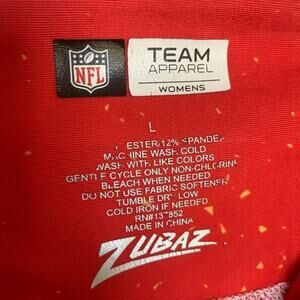 NFL
TEAM
APPAREL
WOMENS
L
ESTER/12% SPANDE
MACHINE WASH COLD
WASH WITH LIKE COLORS
GENTLE CYCLE ONLY NON-CHLORINE
BLEACH WHEN NEEDED
DO NOT USE FABRIC SOFTENER
TUMBLE DRY LOW
COLD IRON IF NEEDED
MADE IN CHINA
ZUBAZ